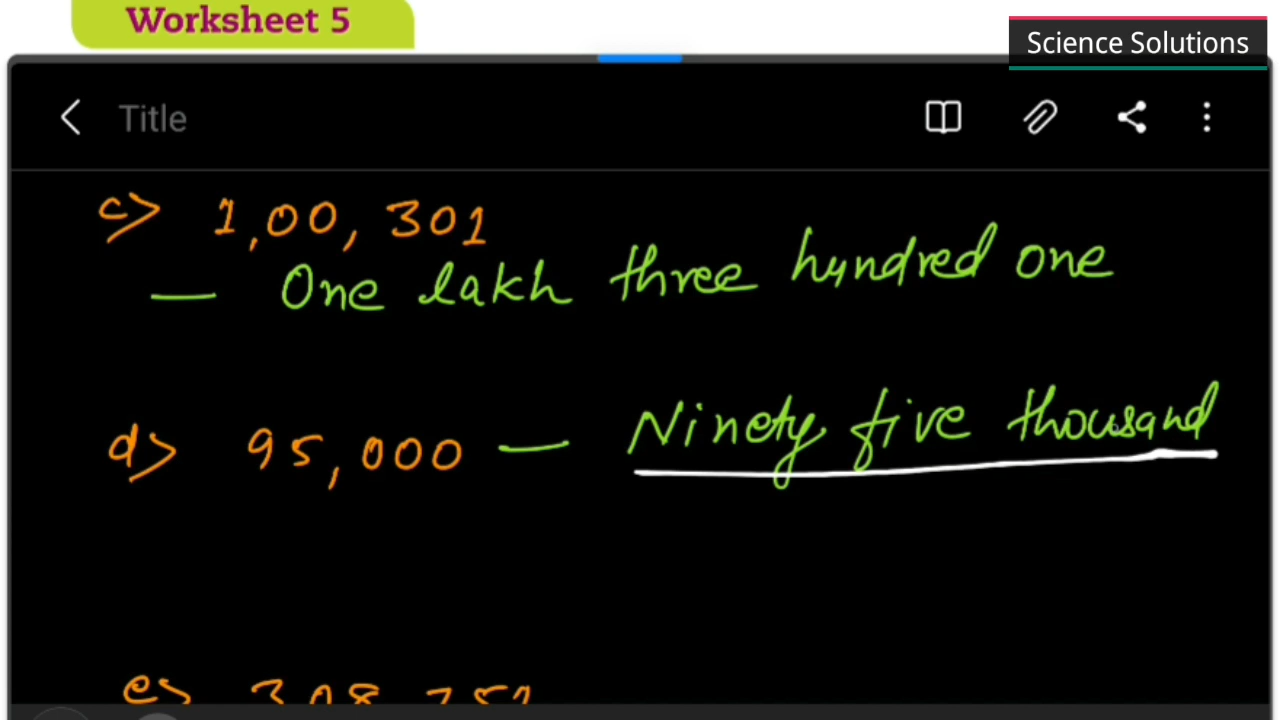 Worksheet 5
Science Solutions
Title
c> 1,00,301
— One lakh three hundred one
d> 95,000 — Ninety five thousand
e>